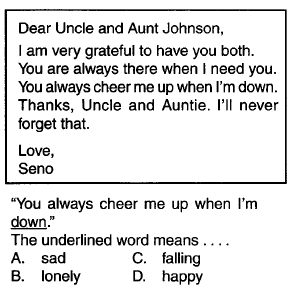 Dear Uncle and Aunt Johnson,
I am very grateful to have you both.
You are always there when I need you.
You always cheer me up when I'm down.
Thanks, Uncle and Auntie. I'll never
forget that.
Love,
Seno
"You always cheer me up when I'm
down."
The underlined word means . . . .
A. sad C. falling
B. lonely D. happy